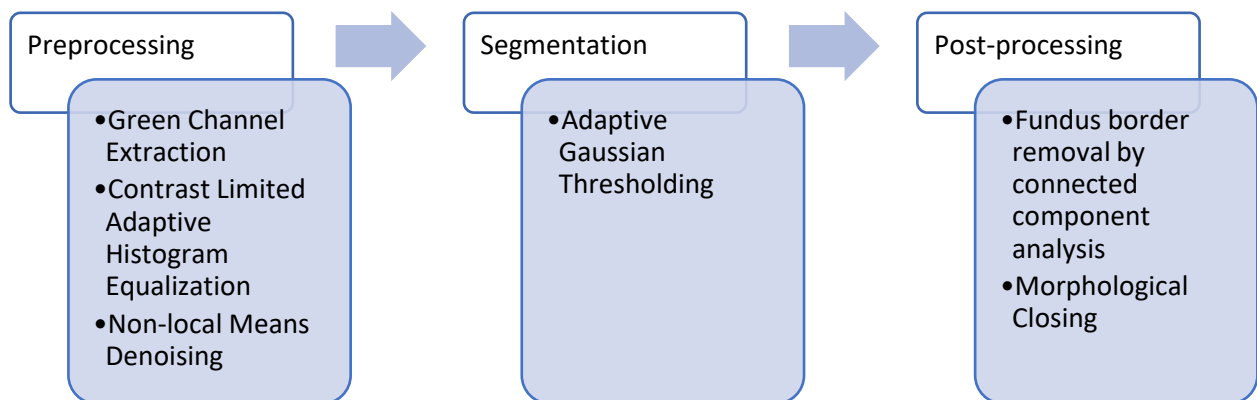 Preprocessing
•Green Channel
Extraction
•Contrast Limited
Adaptive
Histogram
Equalization
•Non-local Means
Denoising
Segmentation
•Adaptive
Gaussian
Thresholding
Post-processing
•Fundus border
removal by
connected
component
analysis
•Morphological
Closing